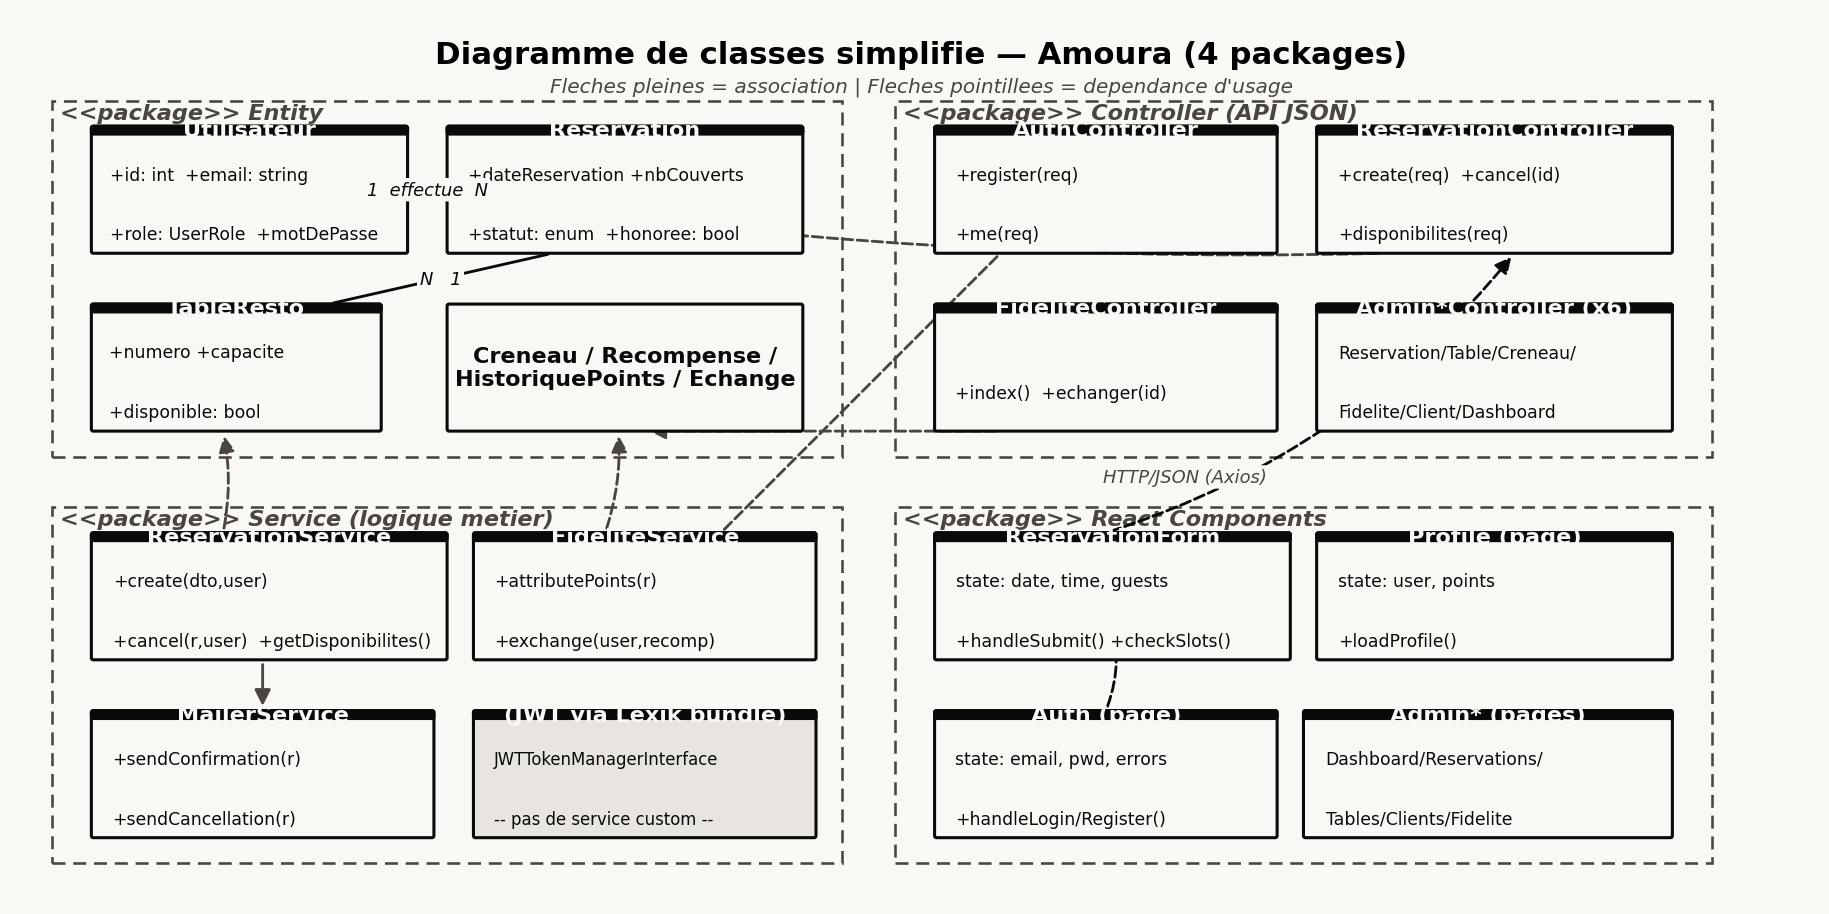 Diagramme de classes simplifie — Amoura (4 packages)
Fleches pleines = association | Fleches pointillees = dependance d'usage
<<package>> Entity
Utilisateur
+id: int  +email: string
+role: UserRole  +motDePasse
1  effectue  N
Reservation
+dateReservation +nbCouverts
+statut: enum  +honoree: bool
N  1
TableResto
+numero +capacite
+disponible: bool
Creneau / Recompense /
HistoriquePoints / Echange
<<package>> Controller (API JSON)
AuthController
+register(req)
+me(req)
ReservationController
+create(req)  +cancel(id)
+disponibilites(req)
FideliteController
+index()  +echanger(id)
Admin*Controller (x6)
Reservation/Table/Creneau/
Fidelite/Client/Dashboard
HTTP/JSON (Axios)
<<package>> Service (logique metier)
ReservationService
+create(dto,user)
+cancel(r,user)  +getDisponibilites()
FideliteService
+attributePoints(r)
+exchange(user,recomp)
MailerService
+sendConfirmation(r)
+sendCancellation(r)
(JWT via Lexik bundle)
JWTTokenManagerInterface
-- pas de service custom --
<<package>> React Components
ReservationForm
state: date, time, guests
+handleSubmit() +checkSlots()
Profile (page)
state: user, points
+loadProfile()
Auth (page)
state: email, pwd, errors
+handleLogin/Register()
Admin* (pages)
Dashboard/Reservations/
Tables/Clients/Fidelite